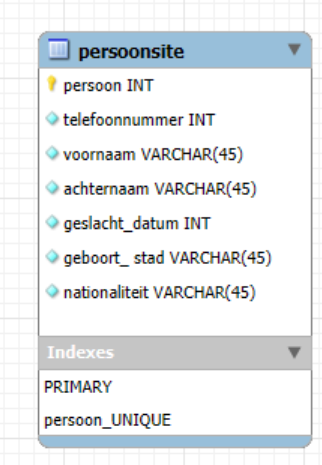 persoonsite
persoon INT
telefoonnummer INT
voornaam VARCHAR(45)
achternaam VARCHAR(45)
geslacht_datum INT
geboort_ stad VARCHAR(45)
nationaliteit VARCHAR(45)
Indexes
PRIMARY
persoon_UNIQUE